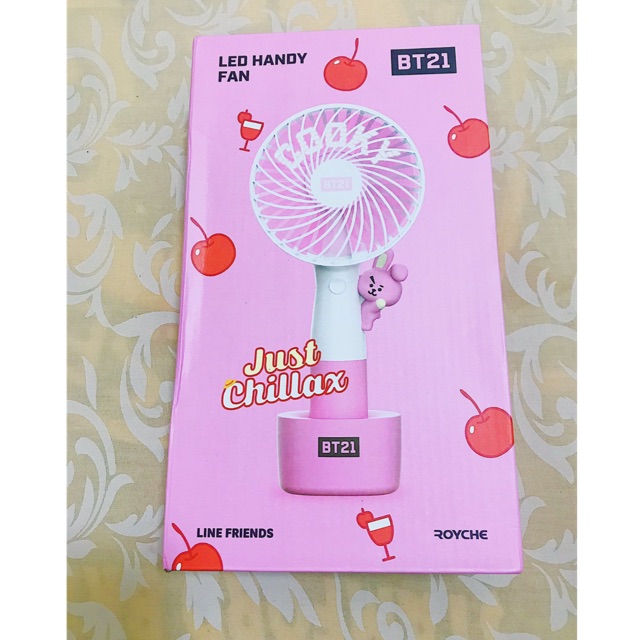 LED HANDY
FAN
BT21
COOKY
BT21
Just
Chillax
BT21
LINE FRIENDS
ROYCHE